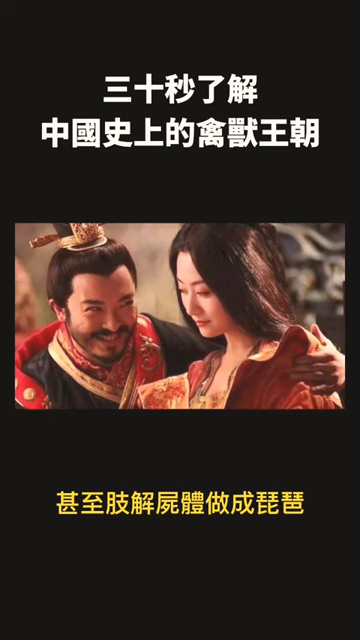 三十秒了解
中國史上的禽獸王朝
甚至肢解屍體做成琵琶